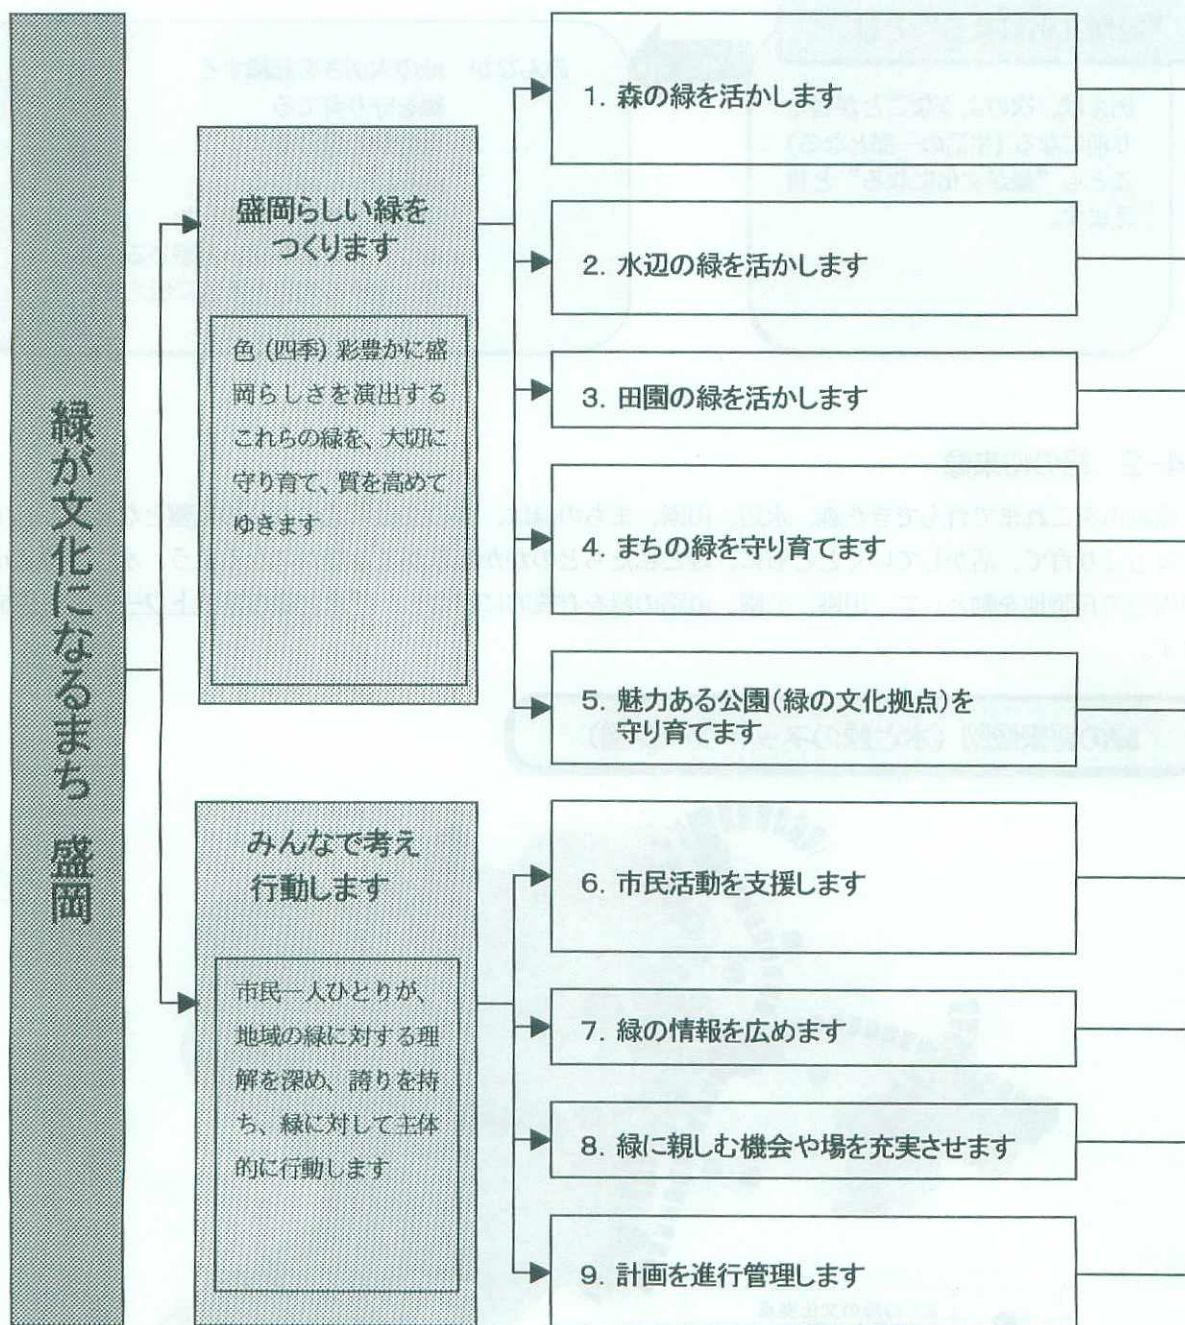 緑が文化になるまち 盛岡
盛岡らしい緑を
つくります
色(四季)彩豊かに盛
岡らしさを演出する
これらの緑を、大切に
守り育て、質を高めて
ゆきます
1. 森の緑を活かします
2. 水辺の緑を活かします
3. 田園の緑を活かします
4. まちの緑を守り育てます
5. 魅力ある公園(緑の文化拠点)を
守り育てます
みんなで考え
行動します
市民一人ひとりが、
地域の緑に対する理
解を深め、誇りを持
ち、緑に対して主体
的に行動します
6. 市民活動を支援します
7. 緑の情報を広めます
8. 緑に親しむ機会や場を充実させます
9. 計画を進行管理します